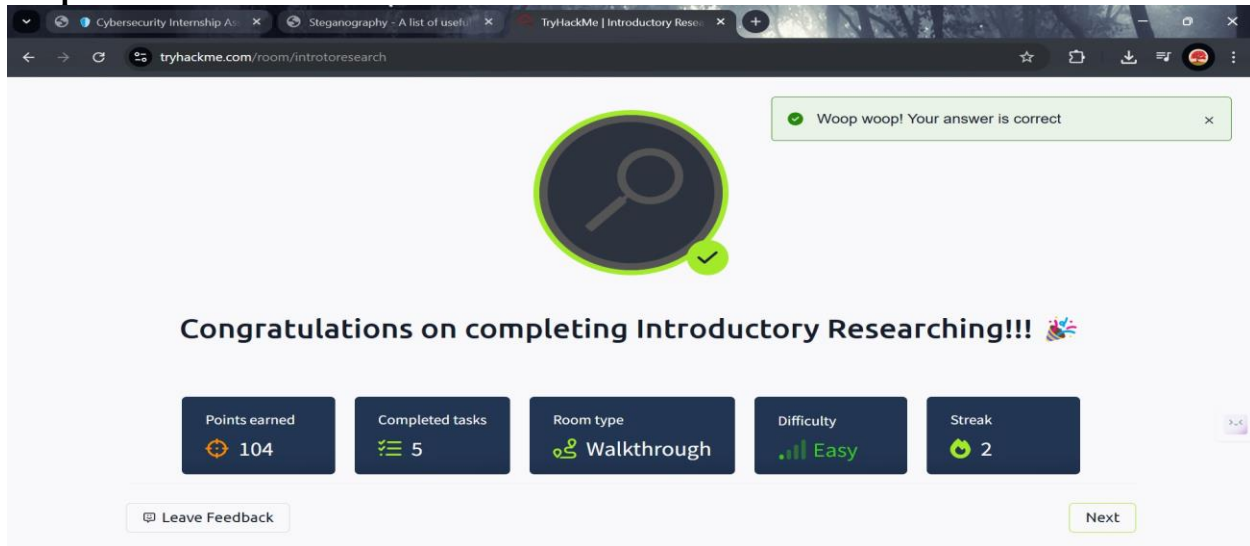 Cybersecurity Internship As
Steganography - A list of useful
TryHackMe | Introductory Resea
tryhackme.com/room/introtoresearch
Woop woop! Your answer is correct
Congratulations on completing Introductory Researching!!! 🎉
Points earned
104
Completed tasks
5
Room type
Walkthrough
Difficulty
Easy
Streak
2
Leave Feedback
Next